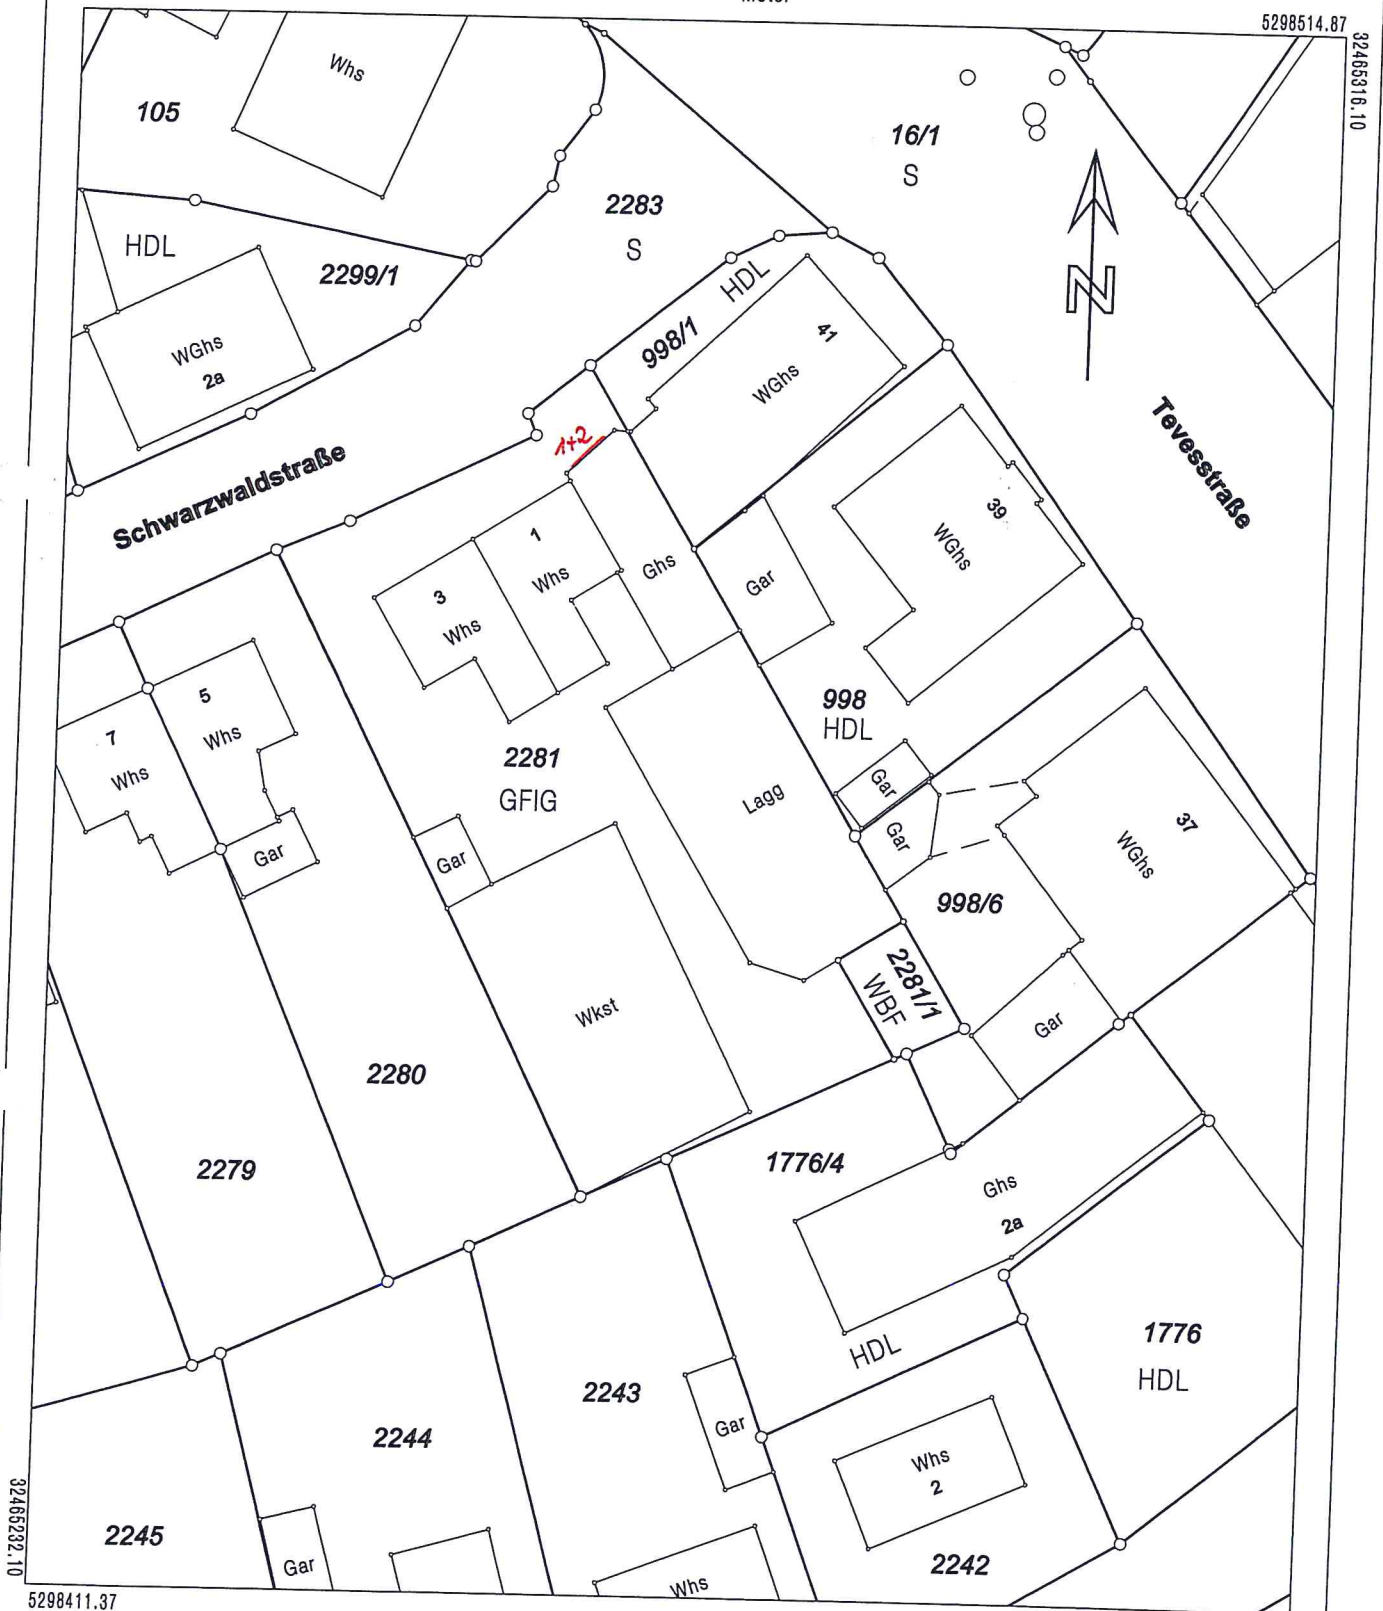 5298514.87
32465316.10
Whs
105
16/1
S
2283
S
HDL
2299/1
HDL
998/1
41
WGhs
WGhs
2a
N
Tevesstraße
1+2
Schwarzwaldstraße
39
WGhs
1
Whs
Ghs
Gar
3
Whs
5
Whs
7
Whs
998
HDL
2281
GFIG
Lagg
Gar
Gar
37
WGhs
Gar
Gar
998/6
2281/1
WBF
Wkst
Gar
2280
2279
1776/4
Ghs
2a
HDL
1776
HDL
2243
Gar
2244
Whs
2
2245
Gar
Whs
2242
32465232.10
5298411.37